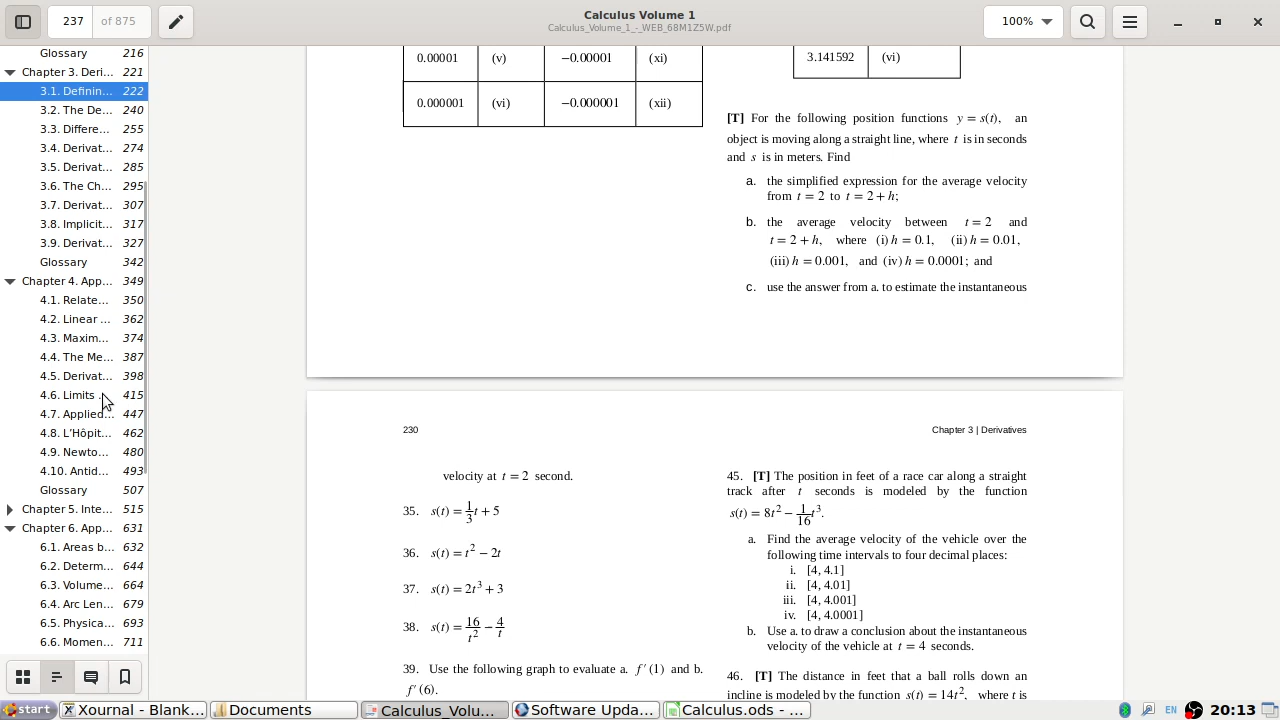 237 of 875
Calculus Volume 1
Calculus_Volume_1_-_WEB_68M1Z5W.pdf
100%
Glossary 216
Chapter 3. Deri... 221
3.1. Definin... 222
3.2. The De... 240
3.3. Differe... 255
3.4. Derivat... 274
3.5. Derivat... 285
3.6. The Ch... 295
3.7. Derivat... 307
3.8. Implicit... 317
3.9. Derivat... 327
Glossary 342
Chapter 4. App... 349
4.1. Relate... 350
4.2. Linear ... 362
4.3. Maxim... 374
4.4. The Me... 387
4.5. Derivat... 398
4.6. Limits ... 415
4.7. Applied... 447
4.8. L'Hôpit... 462
4.9. Newto... 480
4.10. Antid... 493
Glossary 507
Chapter 5. Inte... 515
Chapter 6. App... 631
6.1. Areas b... 632
6.2. Determ... 644
6.3. Volume... 664
6.4. Arc Len... 679
6.5. Physica... 693
6.6. Momen... 711
0.00001 (v) −0.00001 (xi)
0.000001 (vi) −0.000001 (xii)
3.141592 (vi)
[T] For the following position functions y = s(t), an
object is moving along a straight line, where t is in seconds
and s is in meters. Find
a. the simplified expression for the average velocity
from t = 2 to t = 2 + h;
b. the average velocity between t = 2 and
t = 2 + h, where (i) h = 0.1, (ii) h = 0.01,
(iii) h = 0.001, and (iv) h = 0.0001; and
c. use the answer from a. to estimate the instantaneous
230 Chapter 3 | Derivatives
velocity at t = 2 second.
35. s(t) = 1/3 t + 5
36. s(t) = t² − 2t
37. s(t) = 2t³ + 3
38. s(t) = 16/t² − 4/t
39. Use the following graph to evaluate a. f′(1) and b.
f′(6).
45. [T] The position in feet of a race car along a straight
track after t seconds is modeled by the function
s(t) = 8t² − 1/16 t³.
a. Find the average velocity of the vehicle over the
following time intervals to four decimal places:
i. [4, 4.1]
ii. [4, 4.01]
iii. [4, 4.001]
iv. [4, 4.0001]
b. Use a. to draw a conclusion about the instantaneous
velocity of the vehicle at t = 4 seconds.
46. [T] The distance in feet that a ball rolls down an
incline is modeled by the function s(t) = 14t², where t is
start
Xournal - Blank...
Documents
Calculus_Volu...
Software Upda...
Calculus.ods - ...
EN
20:13